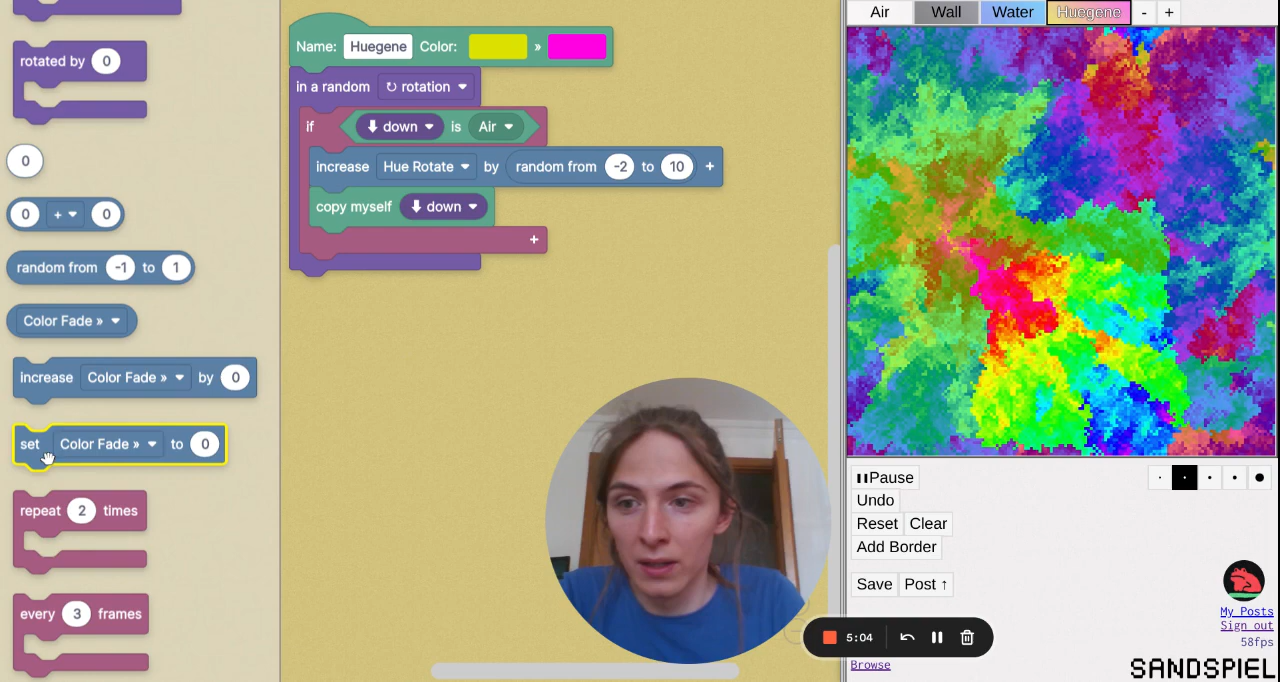 rotated by 0
0
0 + 0
random from -1 to 1
Color Fade »
increase Color Fade » by 0
set Color Fade » to 0
repeat 2 times
every 3 frames
Name: Huegene Color: »
in a random ↻ rotation
if ⬇ down is Air
increase Hue Rotate by random from -2 to 10 +
copy myself ⬇ down
+
5:04
Air Wall Water Huegene - +
Pause
Undo
Reset Clear
Add Border
Save Post ↑
My Posts
Sign out
58fps
Browse
SANDSPIEL